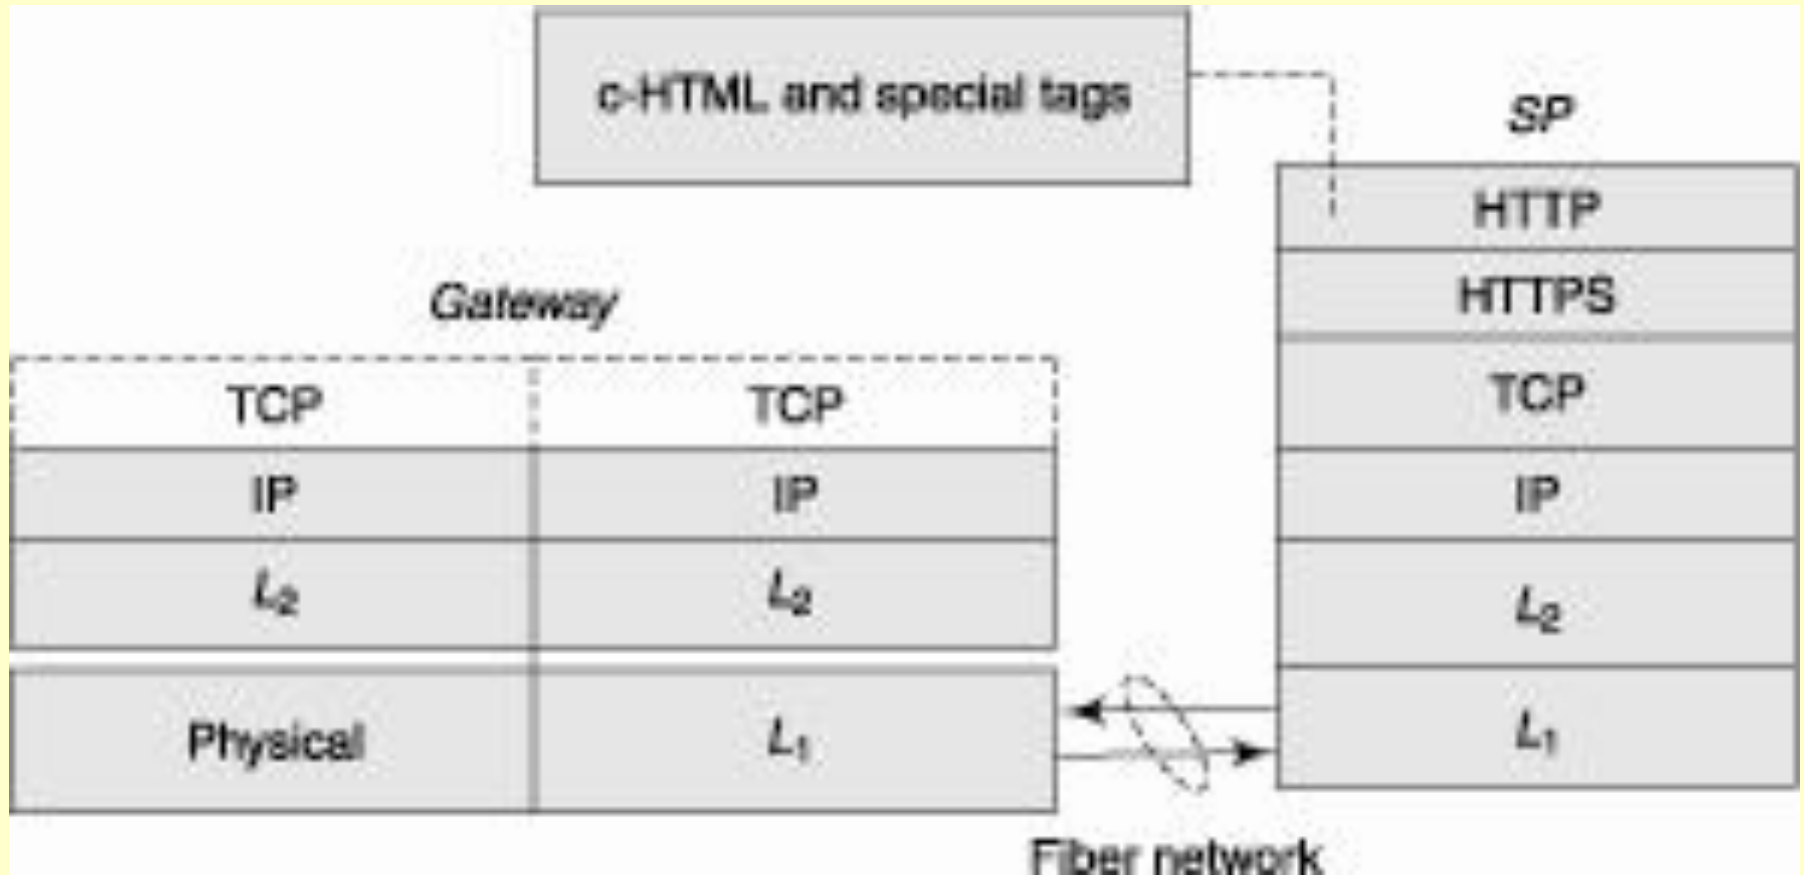 c-HTML and special tags
SP
HTTP
HTTPS
Gateway
TCP TCP TCP
IP IP IP
L₂ L₂ L₂
Physical L₁ L₁
Fiber network